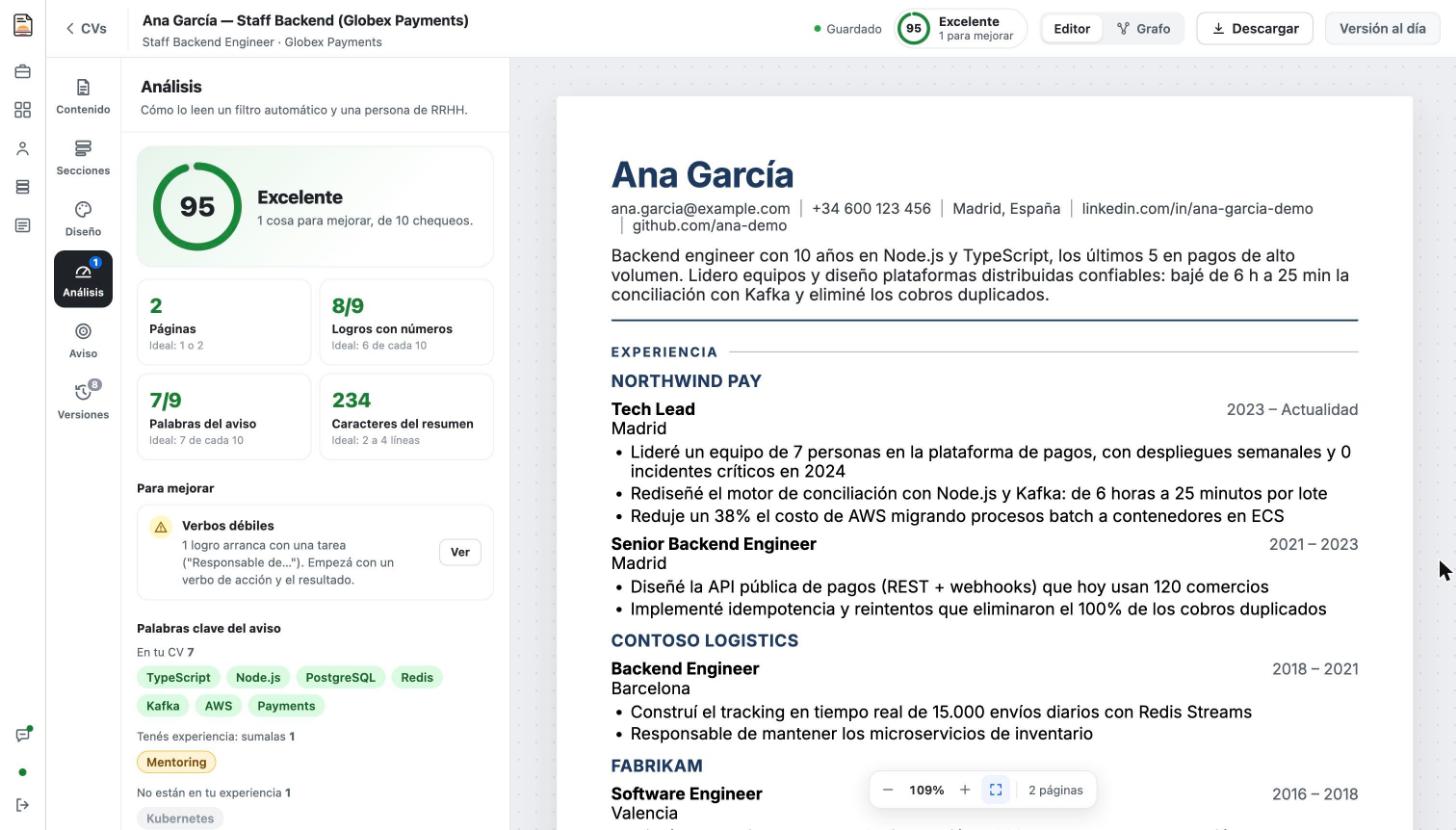 CVs
Ana García — Staff Backend (Globex Payments)
Staff Backend Engineer · Globex Payments
Guardado
95
Excelente
1 para mejorar
Editor
Grafo
Descargar
Versión al día
Contenido
Secciones
Diseño
1
Análisis
Aviso
8
Versiones
Análisis
Cómo lo leen un filtro automático y una persona de RRHH.
95
Excelente
1 cosa para mejorar, de 10 chequeos.
2
Páginas
Ideal: 1 o 2
8/9
Logros con números
Ideal: 6 de cada 10
7/9
Palabras del aviso
Ideal: 7 de cada 10
234
Caracteres del resumen
Ideal: 2 a 4 líneas
Para mejorar
Verbos débiles
1 logro arranca con una tarea
("Responsable de…"). Empezá con un
verbo de acción y el resultado.
Ver
Palabras clave del aviso
En tu CV 7
TypeScript Node.js PostgreSQL Redis
Kafka AWS Payments
Tenés experiencia: sumalas 1
Mentoring
No están en tu experiencia 1
Kubernetes
Ana García
ana.garcia@example.com | +34 600 123 456 | Madrid, España | linkedin.com/in/ana-garcia-demo
| github.com/ana-demo
Backend engineer con 10 años en Node.js y TypeScript, los últimos 5 en pagos de alto
volumen. Lidero equipos y diseño plataformas distribuidas confiables: bajé de 6 h a 25 min la
conciliación con Kafka y eliminé los cobros duplicados.
EXPERIENCIA
NORTHWIND PAY
Tech Lead 2023 – Actualidad
Madrid
• Lideré un equipo de 7 personas en la plataforma de pagos, con despliegues semanales y 0
incidentes críticos en 2024
• Rediseñé el motor de conciliación con Node.js y Kafka: de 6 horas a 25 minutos por lote
• Reduje un 38% el costo de AWS migrando procesos batch a contenedores en ECS
Senior Backend Engineer 2021 – 2023
Madrid
• Diseñé la API pública de pagos (REST + webhooks) que hoy usan 120 comercios
• Implementé idempotencia y reintentos que eliminaron el 100% de los cobros duplicados
CONTOSO LOGISTICS
Backend Engineer 2018 – 2021
Barcelona
• Construí el tracking en tiempo real de 15.000 envíos diarios con Redis Streams
• Responsable de mantener los microservicios de inventario
FABRIKAM
Software Engineer 2016 – 2018
Valencia
109%
2 páginas